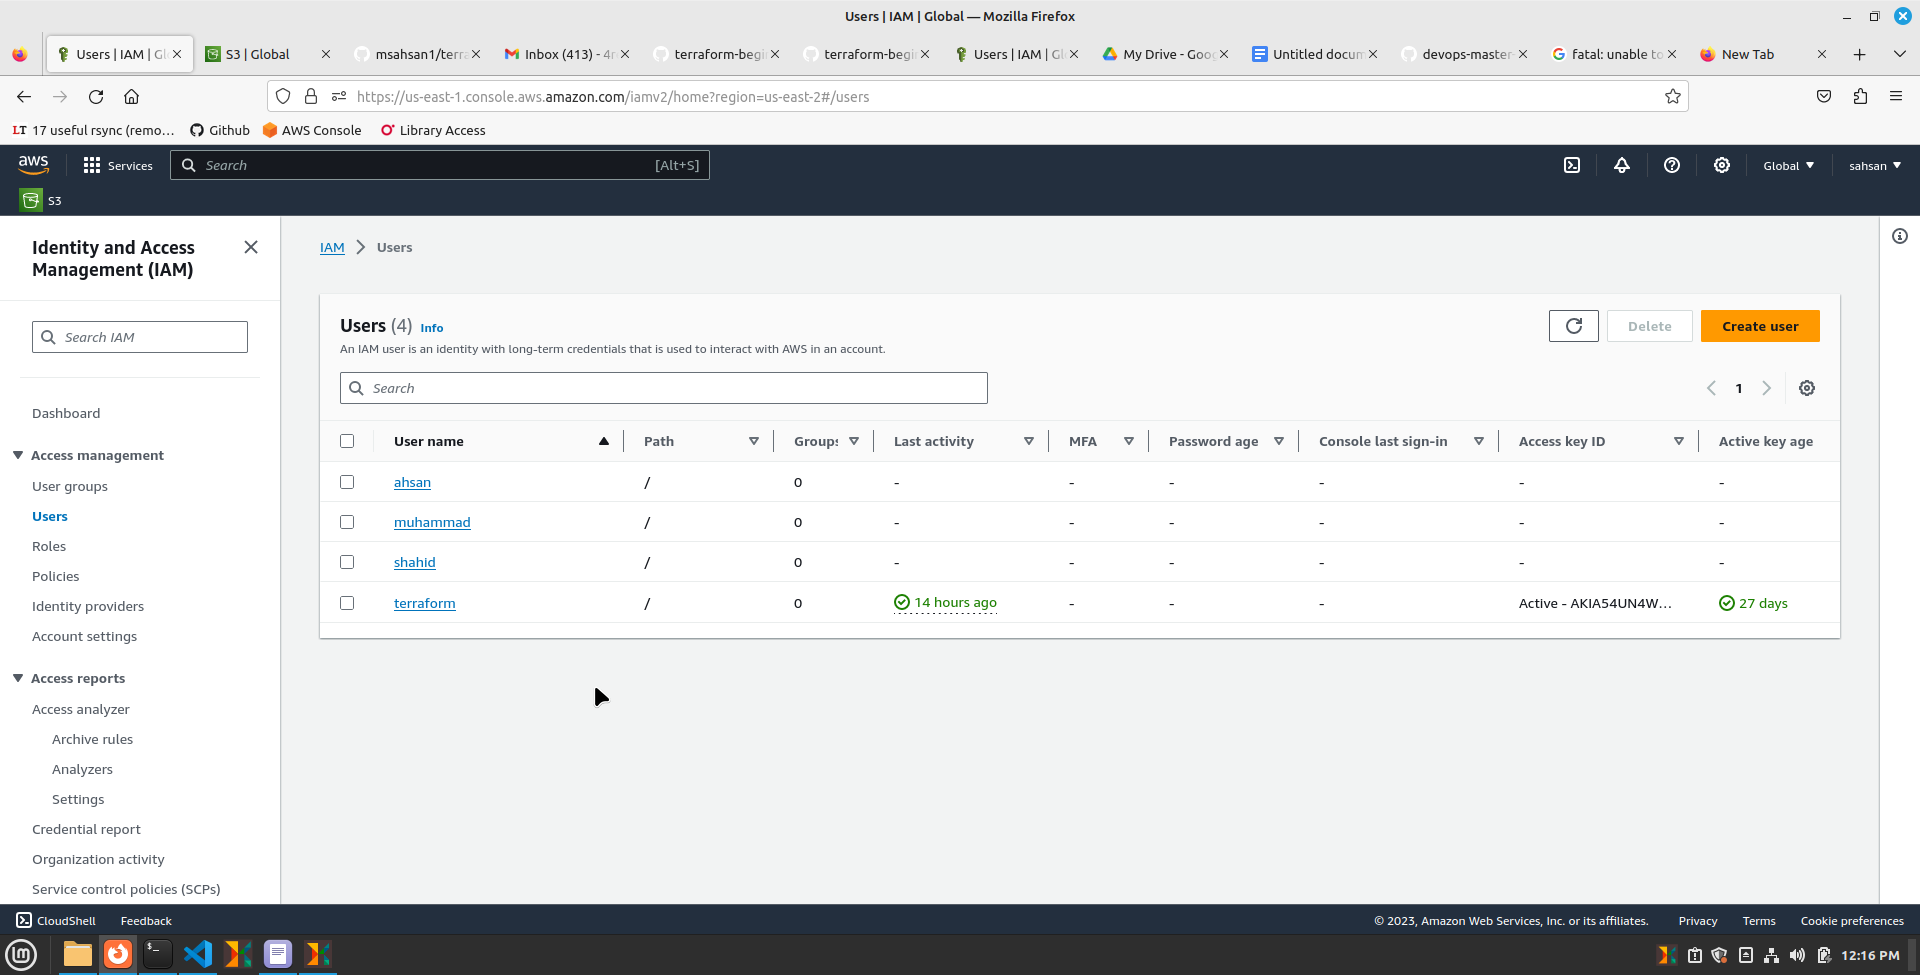 Users | IAM | Global — Mozilla Firefox
Users | IAM | Gl
S3 | Global
msahsan1/terra
Inbox (413) - 4r
terraform-begin
terraform-begin
Users | IAM | Gl
My Drive - Goog
Untitled docum
devops-master-
fatal: unable to
New Tab
https://us-east-1.console.aws.amazon.com/iamv2/home?region=us-east-2#/users
LT 17 useful rsync (remo…
Github
AWS Console
Library Access
aws
Services
Search
[Alt+S]
Global
sahsan
S3
Identity and Access
Management (IAM)
Search IAM
Dashboard
Access management
User groups
Users
Roles
Policies
Identity providers
Account settings
Access reports
Access analyzer
Archive rules
Analyzers
Settings
Credential report
Organization activity
Service control policies (SCPs)
IAM > Users
Users (4) Info
Delete
Create user
An IAM user is an identity with long-term credentials that is used to interact with AWS in an account.
Search
1
User name Path Groups Last activity MFA Password age Console last sign-in Access key ID Active key age
ahsan / 0 - - - - - -
muhammad / 0 - - - - - -
shahid / 0 - - - - - -
terraform / 0 14 hours ago - - - Active - AKIA54UN4W... 27 days
CloudShell
Feedback
© 2023, Amazon Web Services, Inc. or its affiliates.
Privacy
Terms
Cookie preferences
12:16 PM